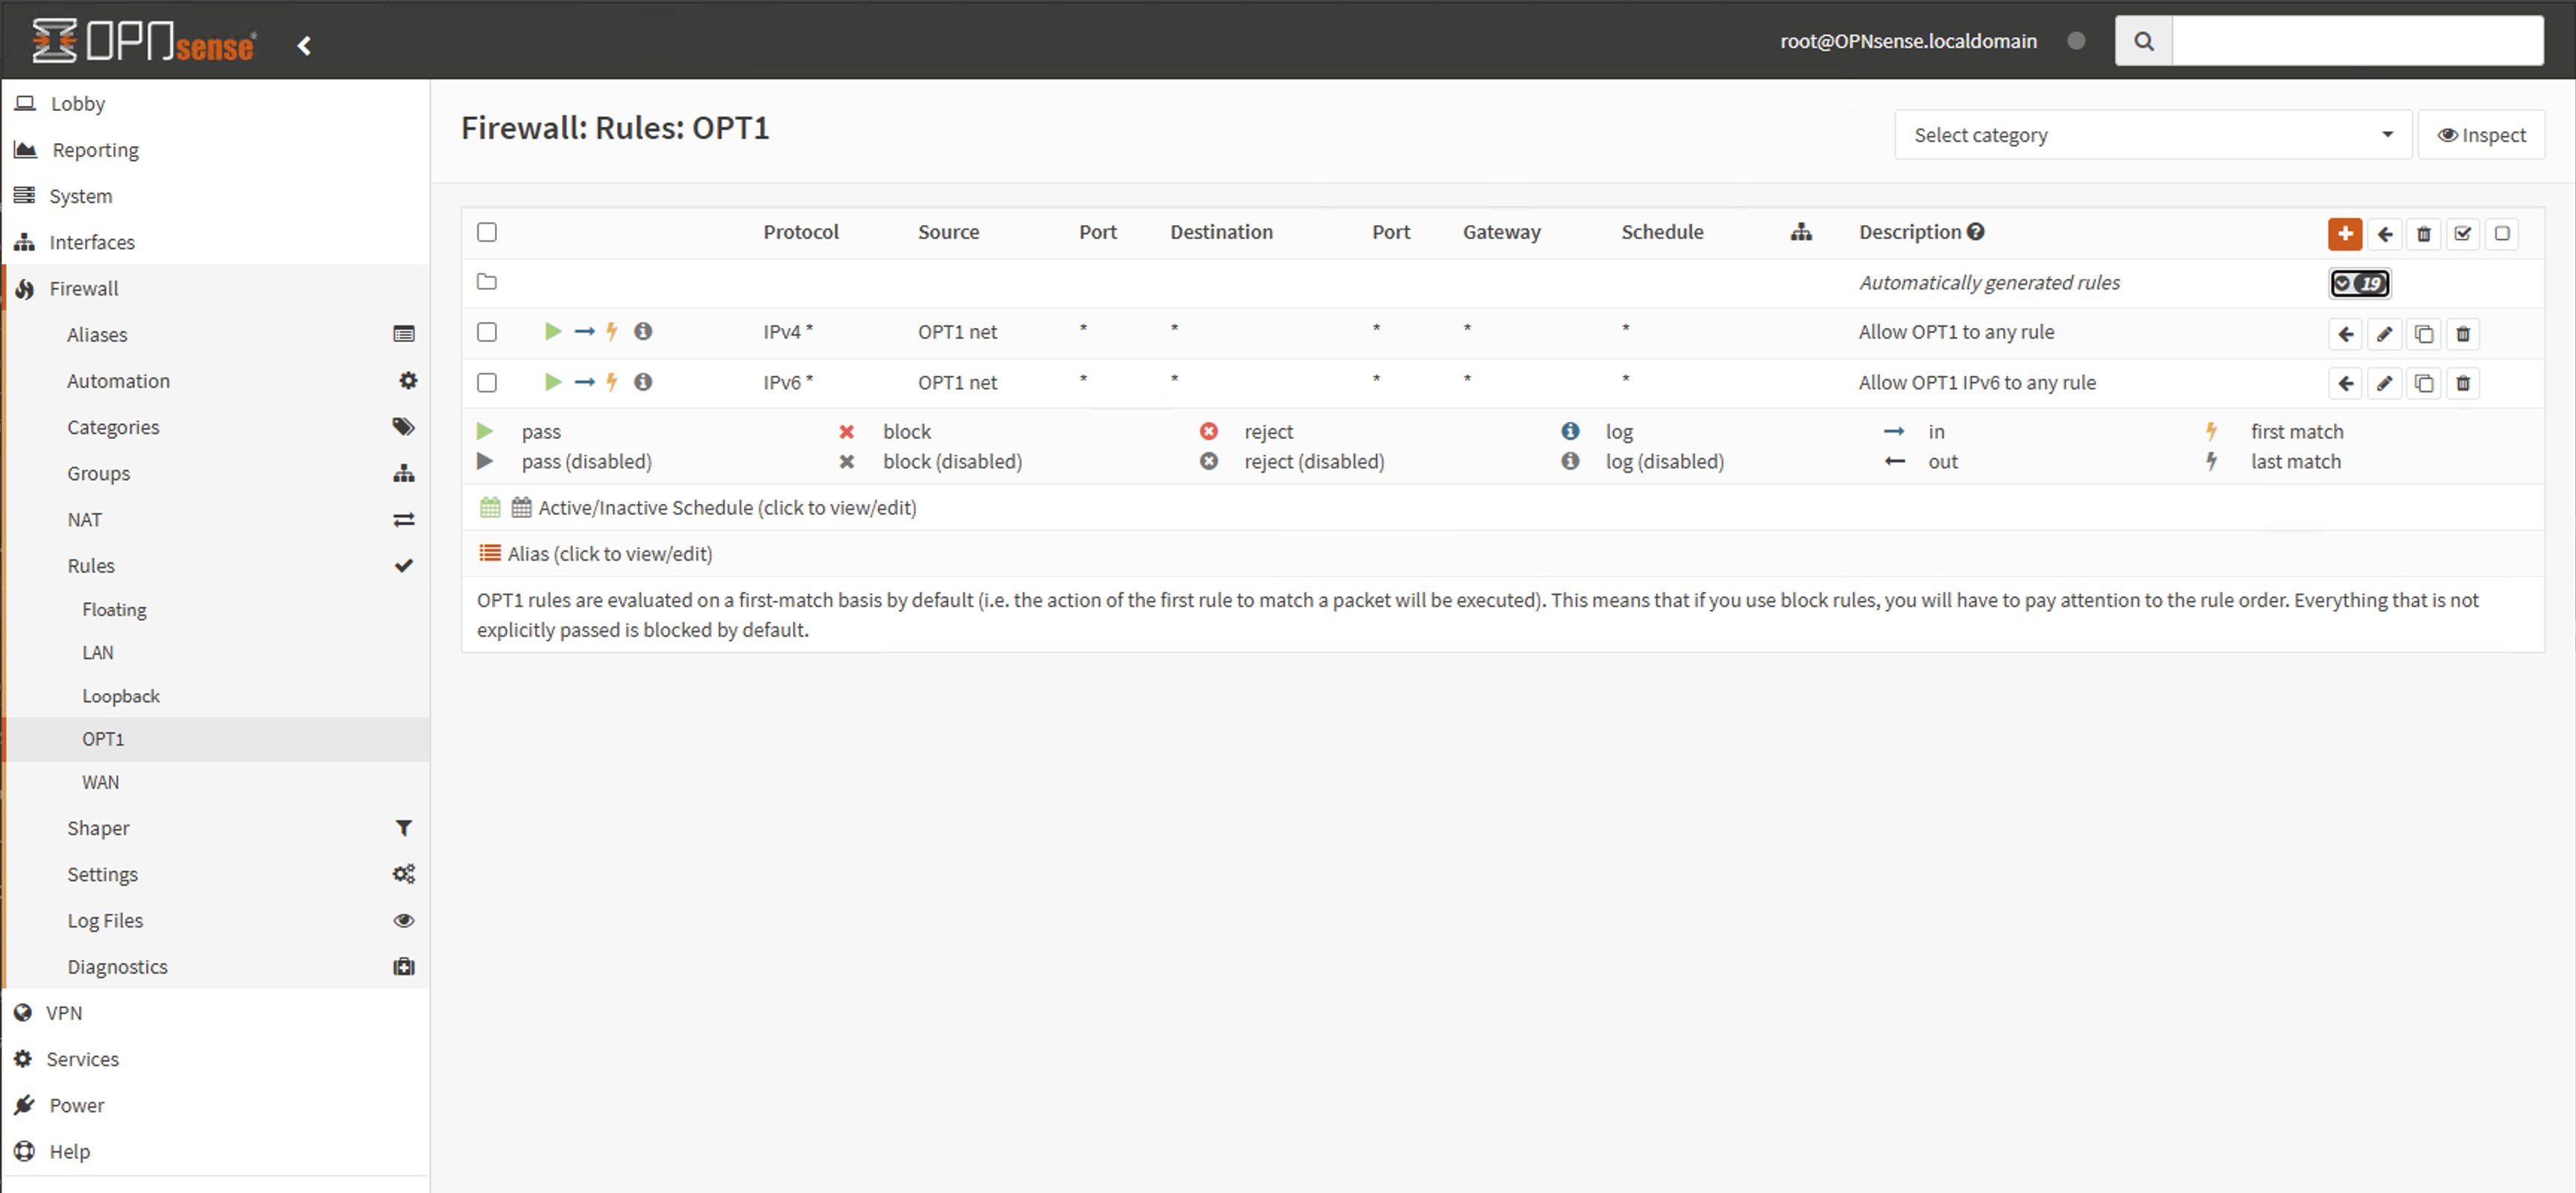 OPNsense
root@OPNsense.localdomain
Lobby
Reporting
System
Interfaces
Firewall
Aliases
Automation
Categories
Groups
NAT
Rules
Floating
LAN
Loopback
OPT1
WAN
Shaper
Settings
Log Files
Diagnostics
VPN
Services
Power
Help
Firewall: Rules: OPT1
Select category
Inspect
Protocol Source Port Destination Port Gateway Schedule Description
Automatically generated rules 19
IPv4 * OPT1 net * * * * * Allow OPT1 to any rule
IPv6 * OPT1 net * * * * * Allow OPT1 IPv6 to any rule
pass block reject log in first match
pass (disabled) block (disabled) reject (disabled) log (disabled) out last match
Active/Inactive Schedule (click to view/edit)
Alias (click to view/edit)
OPT1 rules are evaluated on a first-match basis by default (i.e. the action of the first rule to match a packet will be executed). This means that if you use block rules, you will have to pay attention to the rule order. Everything that is not
explicitly passed is blocked by default.